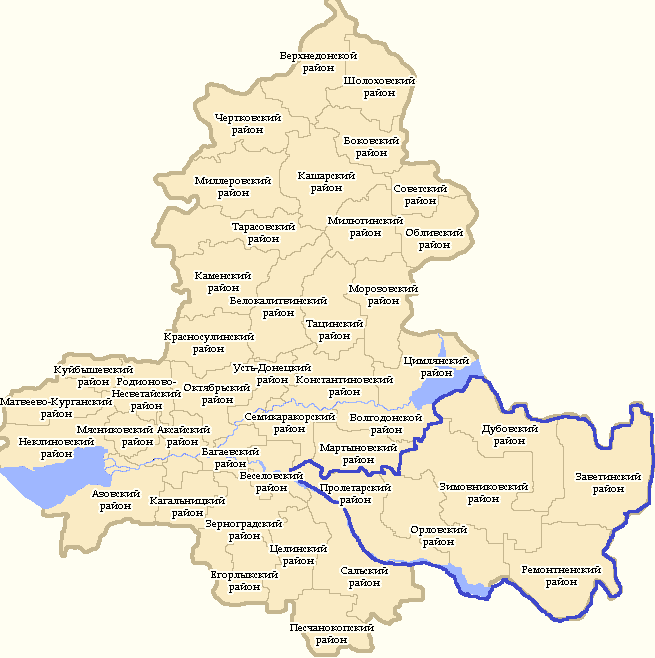 Верхнедонской
район
Шолоховский
район
Чертковский
район
Боковский
район
Миллеровский
район
Кашарский
район
Советский
район
Тарасовский
район
Милютинский
район
Обливский
район
Каменский
район
Белокалитвинский
район
Морозовский
район
Тацинский
район
Красносулинский
район
Цимлянский
район
Куйбышевский
район
Родионово-
Несветайский
район
Усть-Донецкий
район
Октябрьский
район
Константиновский
район
Матвеево-Курганский
район
Семикаракорский
район
Волгодонской
район
Дубовский
район
Мясниковский
район
Аксайский
район
Неклиновский
район
Багаевский
район
Мартыновский
район
Веселовский
район
Пролетарский
район
Зимовниковский
район
Заветинский
район
Азовский
район
Кагальницкий
район
Зерноградский
район
Орловский
район
Целинский
район
Егорлыкский
район
Сальский
район
Ремонтненский
район
Песчанокопский
район